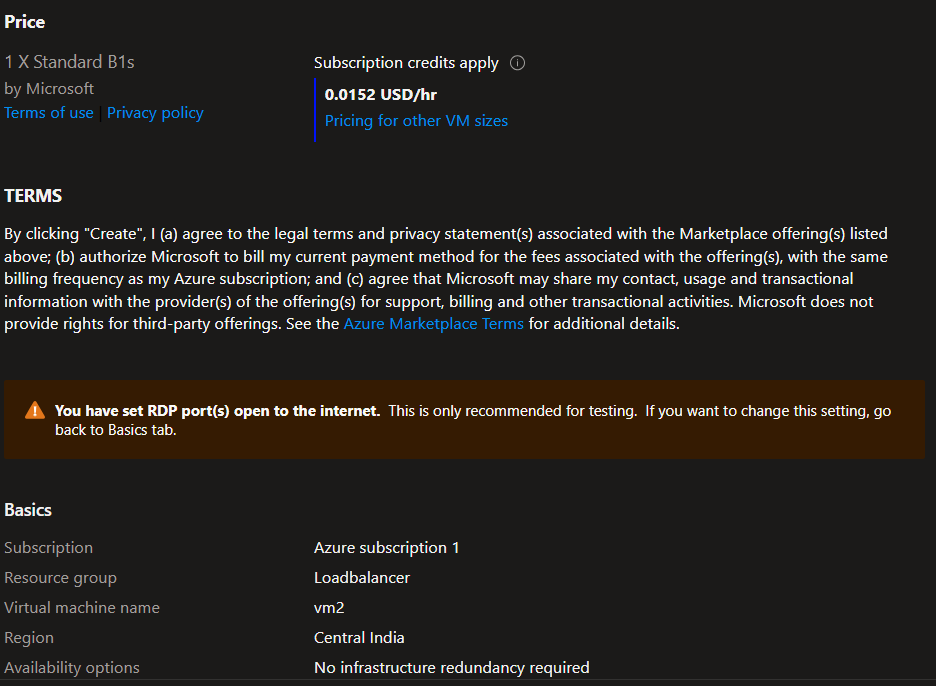 Price
1 X Standard B1s
by Microsoft
Terms of use | Privacy policy
Subscription credits apply
0.0152 USD/hr
Pricing for other VM sizes
TERMS
By clicking "Create", I (a) agree to the legal terms and privacy statement(s) associated with the Marketplace offering(s) listed
above; (b) authorize Microsoft to bill my current payment method for the fees associated with the offering(s), with the same
billing frequency as my Azure subscription; and (c) agree that Microsoft may share my contact, usage and transactional
information with the provider(s) of the offering(s) for support, billing and other transactional activities. Microsoft does not
provide rights for third-party offerings. See the Azure Marketplace Terms for additional details.
You have set RDP port(s) open to the internet. This is only recommended for testing. If you want to change this setting, go
back to Basics tab.
Basics
Subscription Azure subscription 1
Resource group Loadbalancer
Virtual machine name vm2
Region Central India
Availability options No infrastructure redundancy required